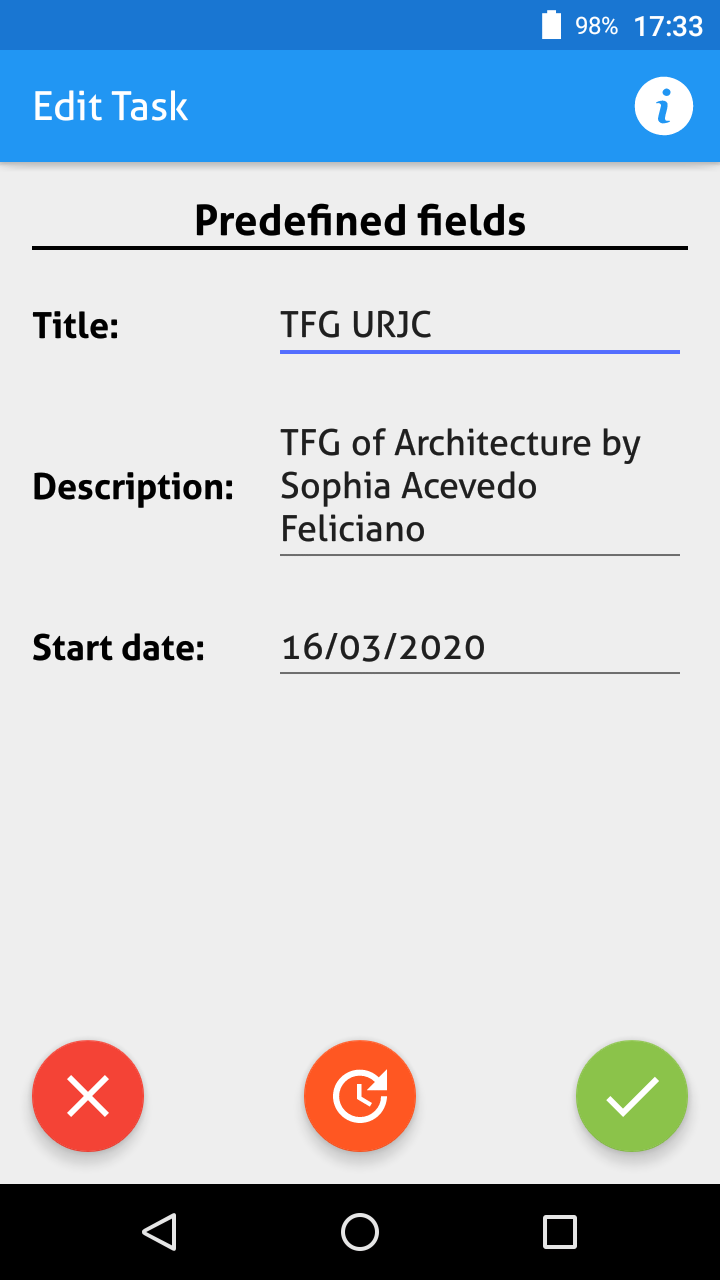 98% 17:33
Edit Task
Predefined fields
Title: TFG URJC
Description: TFG of Architecture by
Sophia Acevedo
Feliciano
Start date: 16/03/2020